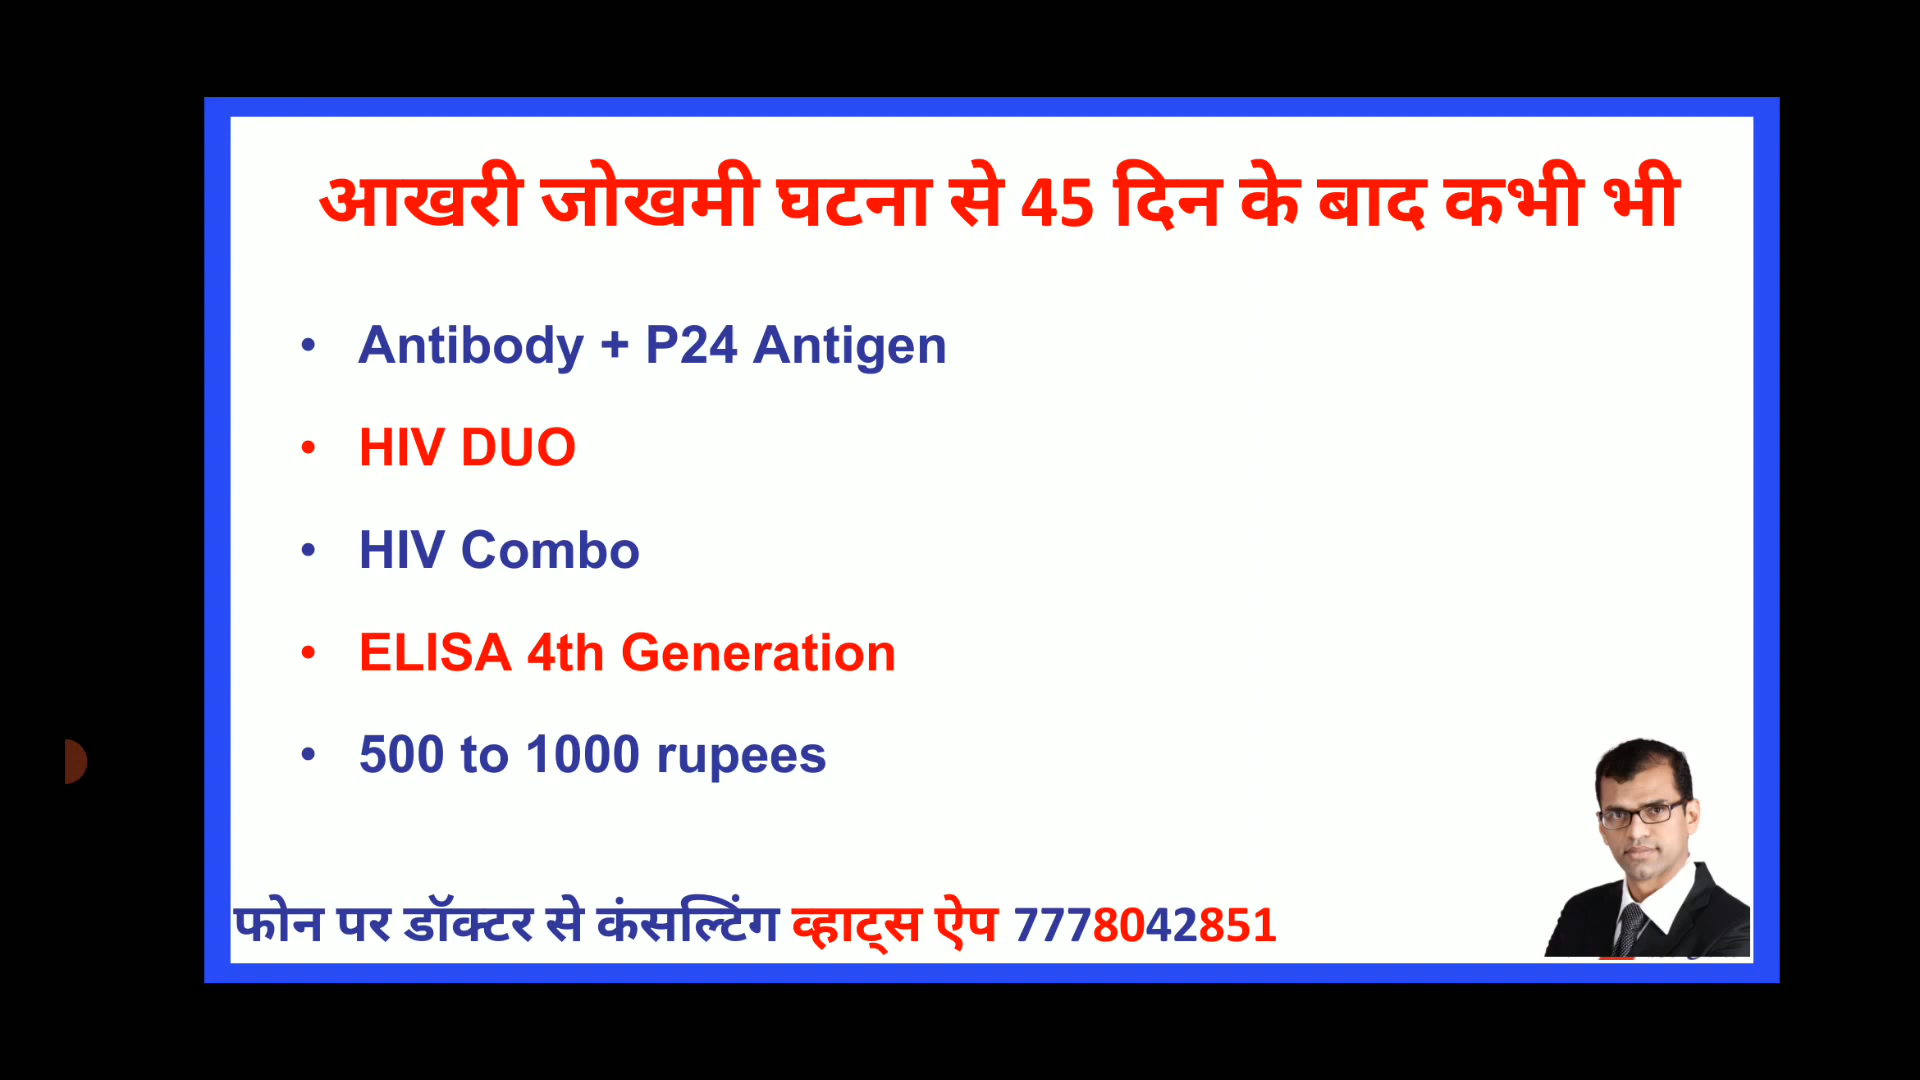 आखरी जोखमी घटना से 45 दिन के बाद कभी भी
• Antibody + P24 Antigen
• HIV DUO
• HIV Combo
• ELISA 4th Generation
• 500 to 1000 rupees
फोन पर डॉक्टर से कंसल्टिंग व्हाट्स ऐप 7778042851